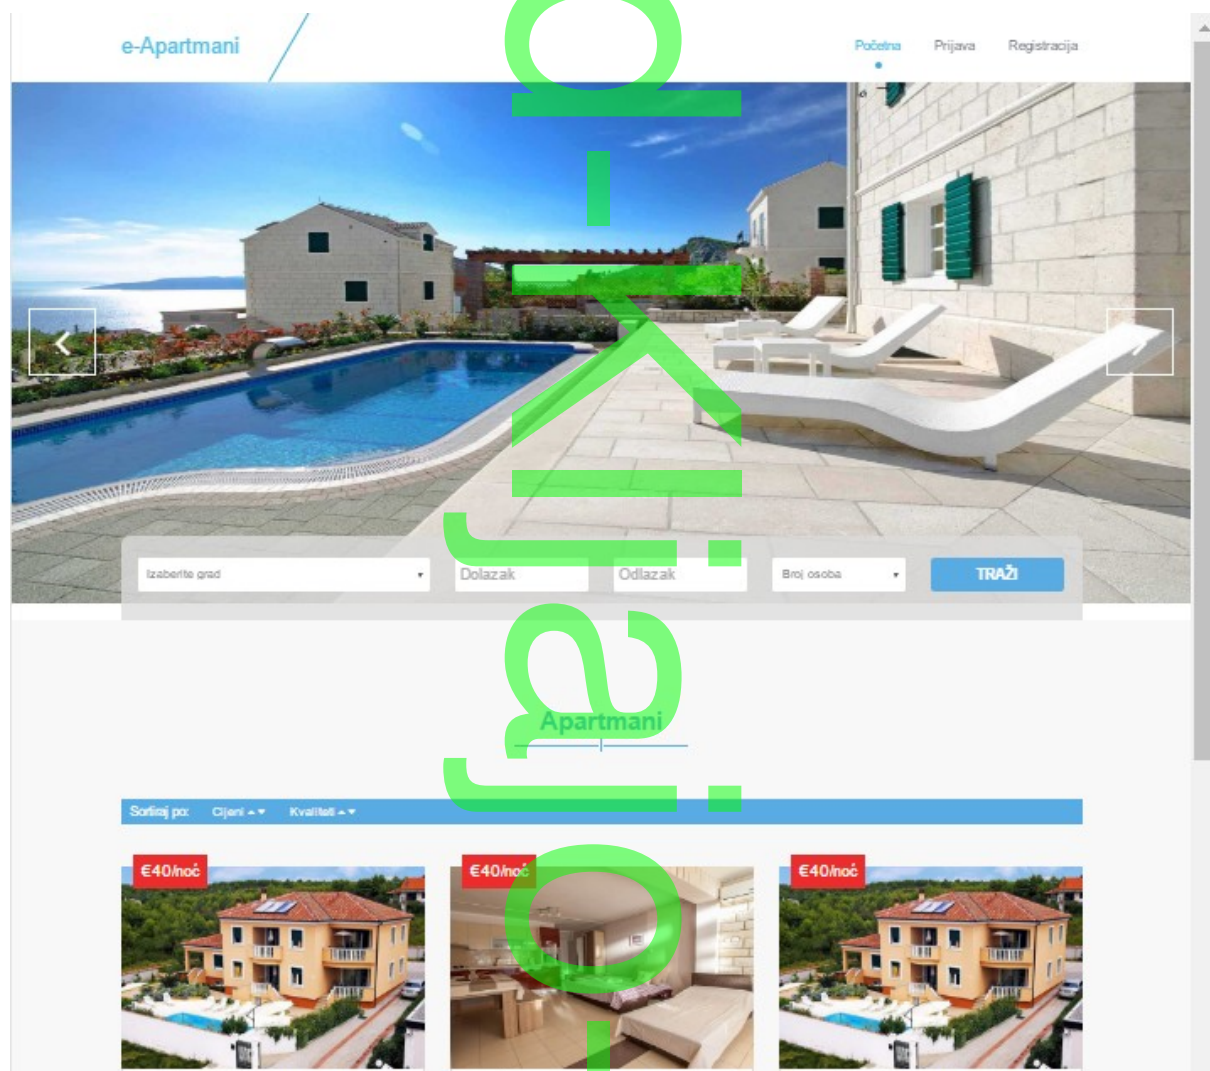 e-Apartmani
Početna Prijava Registracija
Izaberite grad Dolazak Odlazak Broj osoba TRAŽI
Apartmani
Sortiraj po: Cijeni Kvaliteti
€40/noć €40/noć €40/noć
d-Kljajo-